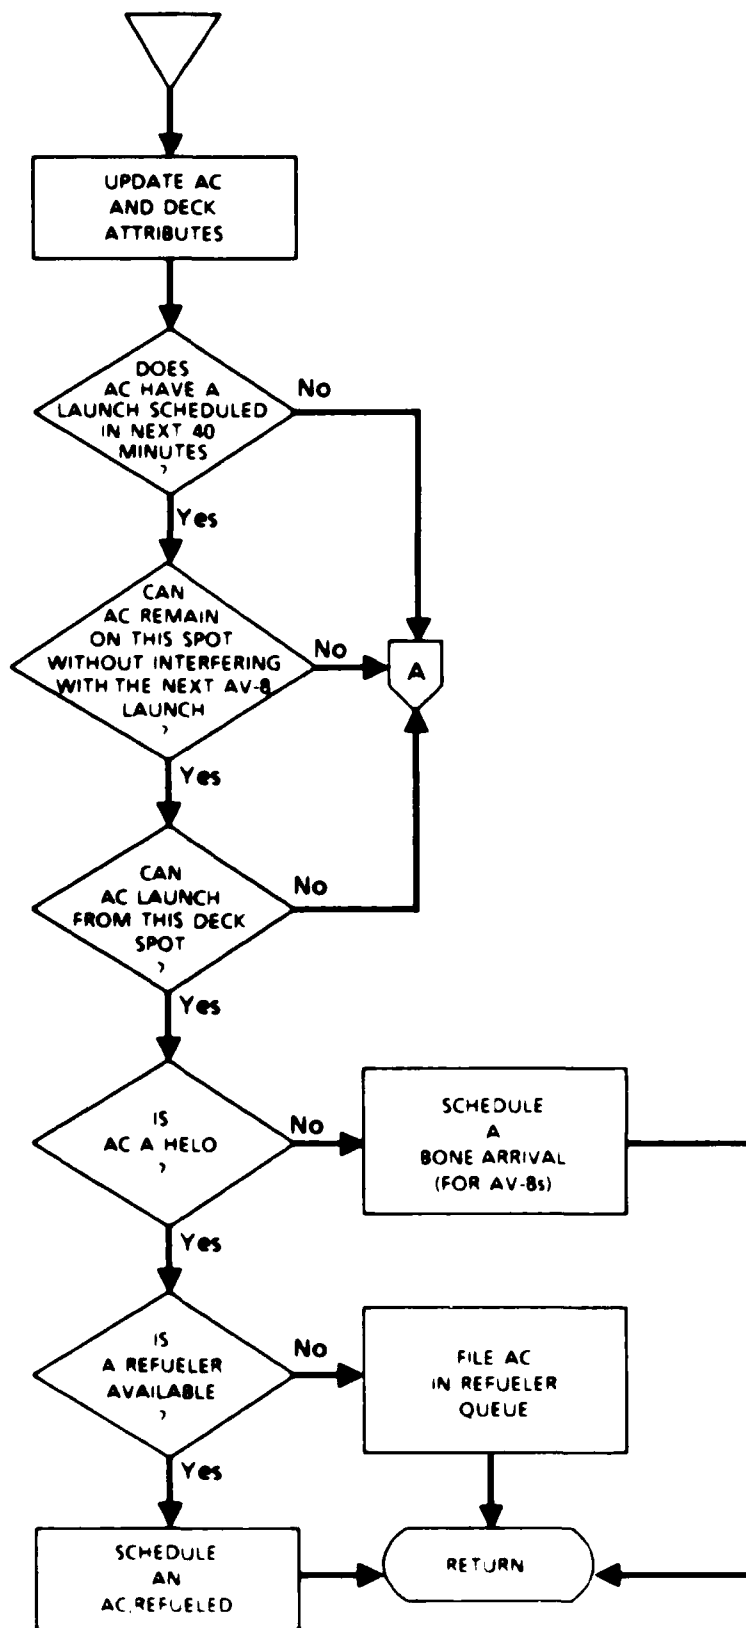 UPDATE AC
AND DECK
ATTRIBUTES
DOES
AC HAVE A
LAUNCH SCHEDULED
IN NEXT 40
MINUTES
?
No
Yes
CAN
AC REMAIN
ON THIS SPOT
WITHOUT INTERFERING
WITH THE NEXT AV-8
LAUNCH
?
No
A
Yes
CAN
AC LAUNCH
FROM THIS DECK
SPOT
?
No
Yes
IS
AC A HELO
?
No
SCHEDULE
A
BONE ARRIVAL
(FOR AV-8s)
Yes
IS
A REFUELER
AVAILABLE
?
No
FILE AC
IN REFUELER
QUEUE
Yes
SCHEDULE
AN
AC.REFUELED
RETURN